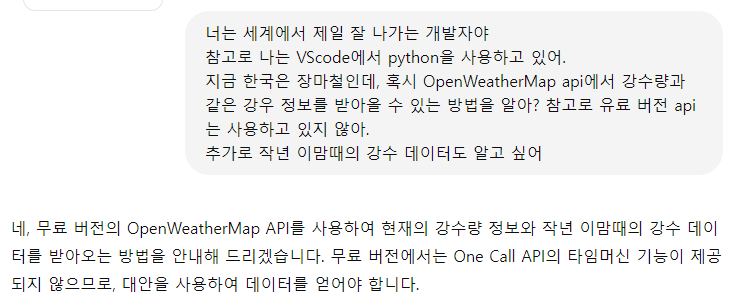 너는 세계에서 제일 잘 나가는 개발자야
참고로 나는 VScode에서 python을 사용하고 있어.
지금 한국은 장마철인데, 혹시 OpenWeatherMap api에서 강수량과
같은 강우 정보를 받아올 수 있는 방법을 알아? 참고로 유료 버전 api
는 사용하고 있지 않아.
추가로 작년 이맘때의 강수 데이터도 알고 싶어
네, 무료 버전의 OpenWeatherMap API를 사용하여 현재의 강수량 정보와 작년 이맘때의 강수 데이
터를 받아오는 방법을 안내해 드리겠습니다. 무료 버전에서는 One Call API의 타임머신 기능이 제공
되지 않으므로, 대안을 사용하여 데이터를 얻어야 합니다.